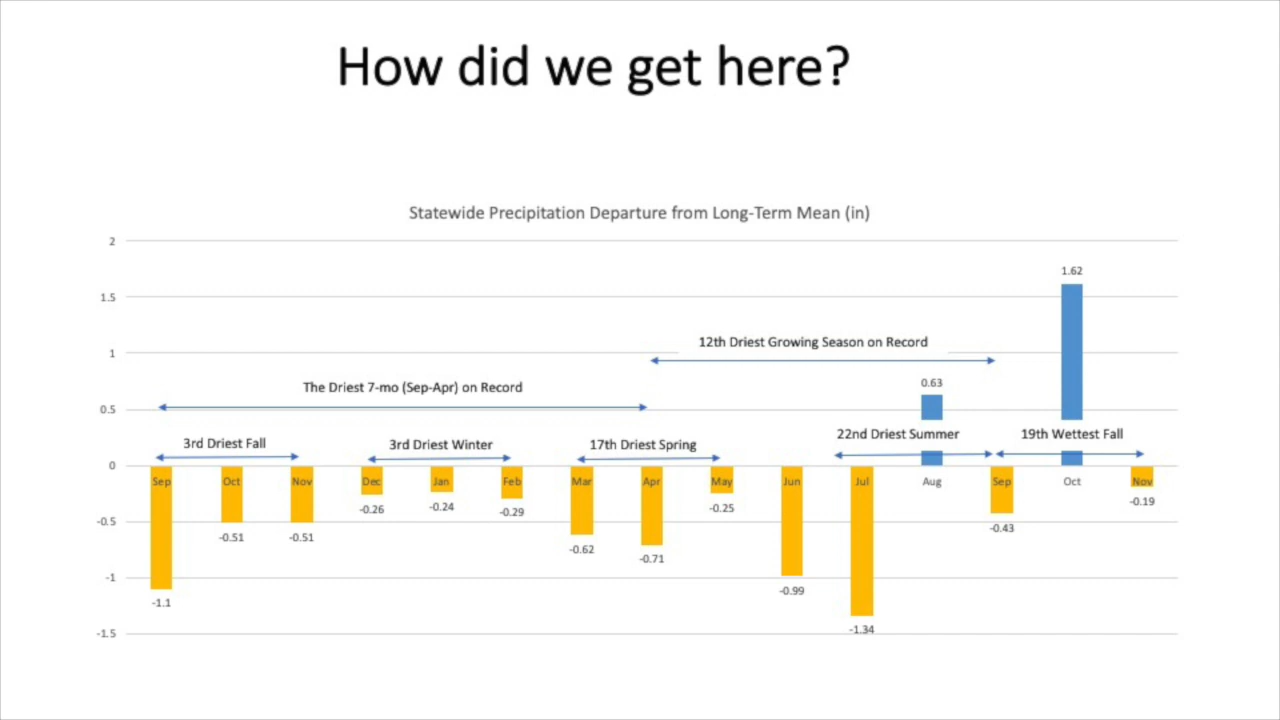 How did we get here?
Statewide Precipitation Departure from Long-Term Mean (in)
2
1.5
1
0.5
0
-0.5
-1
-1.5
12th Driest Growing Season on Record
The Driest 7-mo (Sep-Apr) on Record
3rd Driest Fall
3rd Driest Winter
17th Driest Spring
22nd Driest Summer
19th Wettest Fall
0.63
1.62
Sep Oct Nov Dec Jan Feb Mar Apr May Jun Jul Aug Sep Oct Nov
-1.1
-0.51
-0.51
-0.26
-0.24
-0.29
-0.62
-0.71
-0.25
-0.99
-1.34
-0.43
-0.19